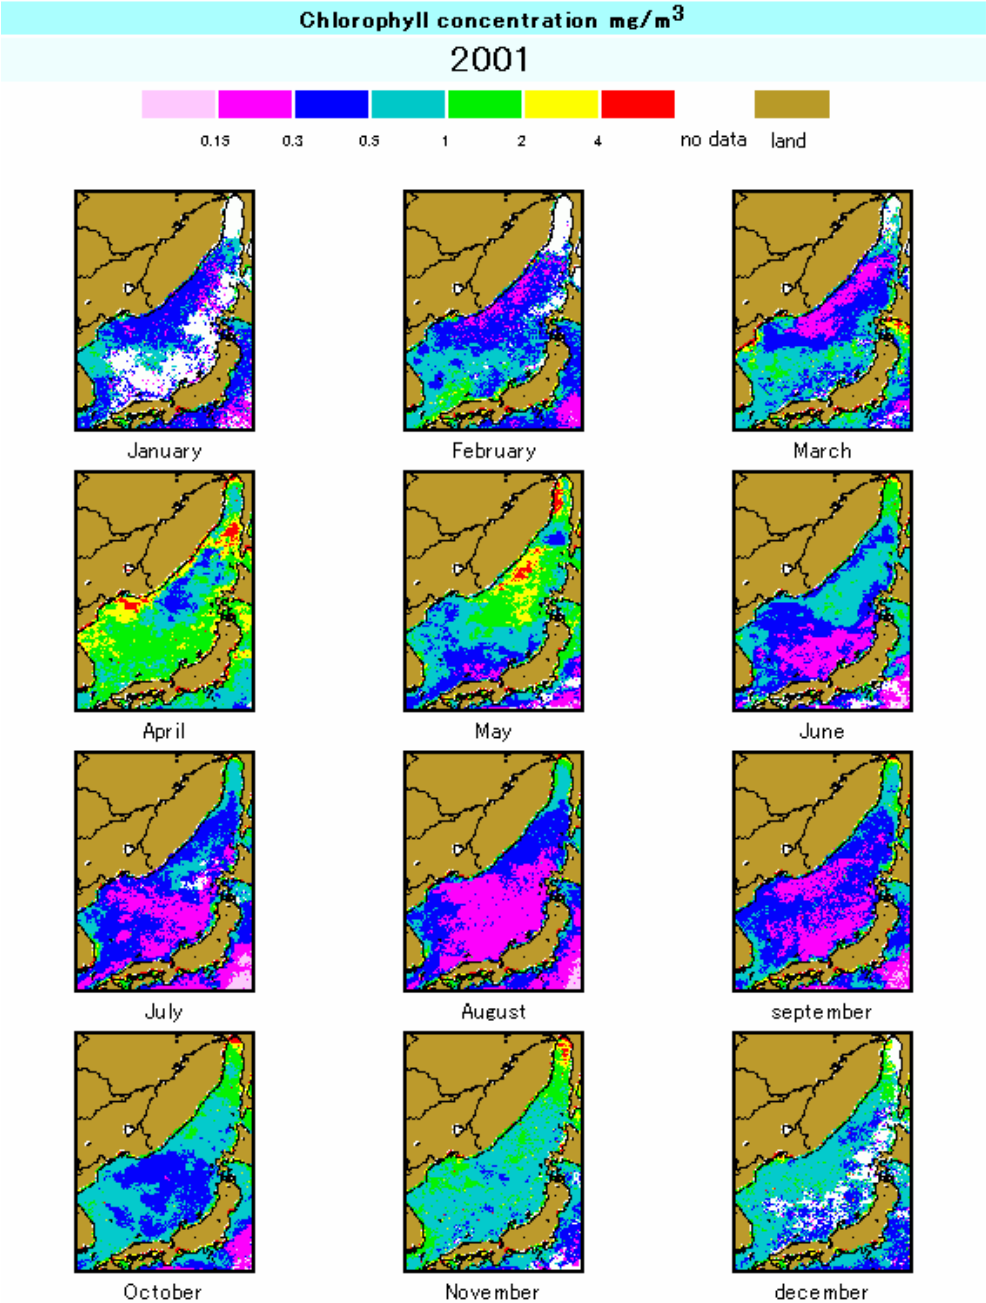 Chlorophyll concentration mg/m³
2001
0.15 0.3 0.5 1 2 4 no data land
January February March
April May June
July August september
October November december